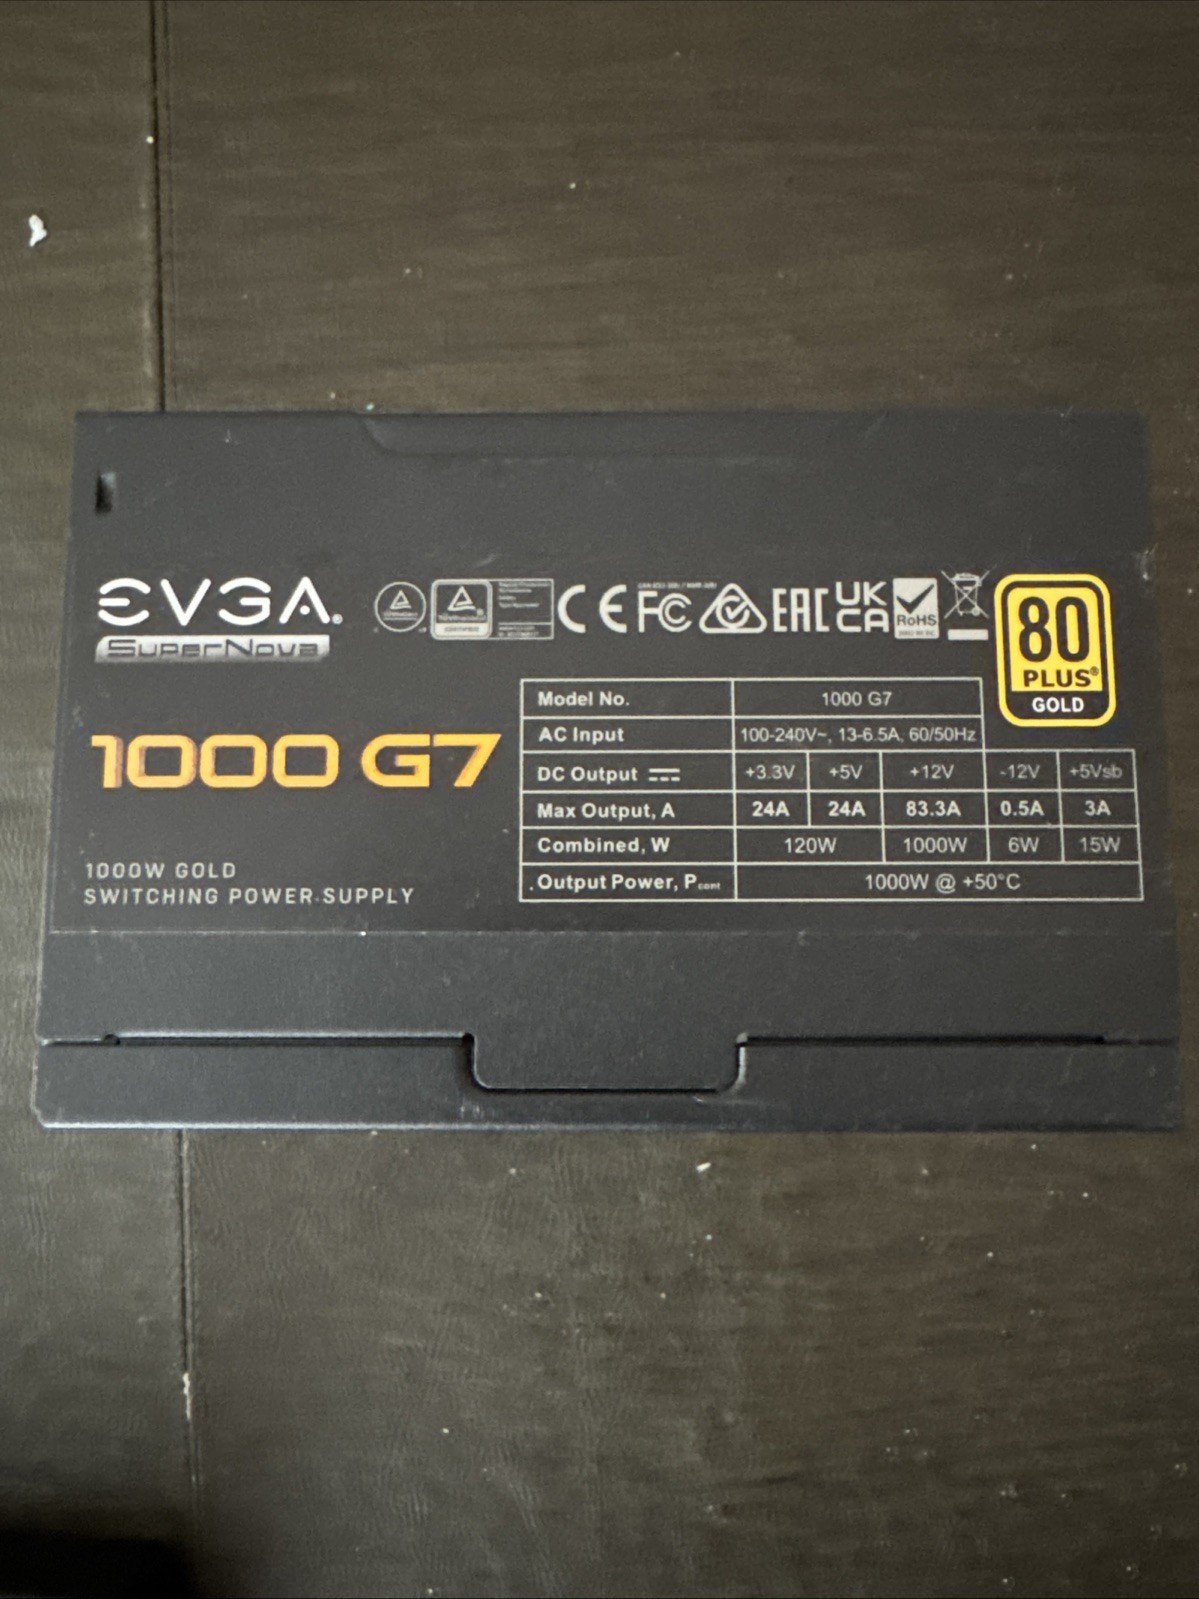 EVGA®
SUPERNOVA
1000 G7
1000W GOLD
SWITCHING POWER SUPPLY
CE FC EAC UK CA RoHS
80 PLUS® GOLD
Model No. 1000 G7
AC Input 100-240V~, 13-6.5A, 60/50Hz
DC Output +3.3V +5V +12V -12V +5Vsb
Max Output, A 24A 24A 83.3A 0.5A 3A
Combined, W 120W 1000W 6W 15W
Output Power, Pcont 1000W @ +50°C